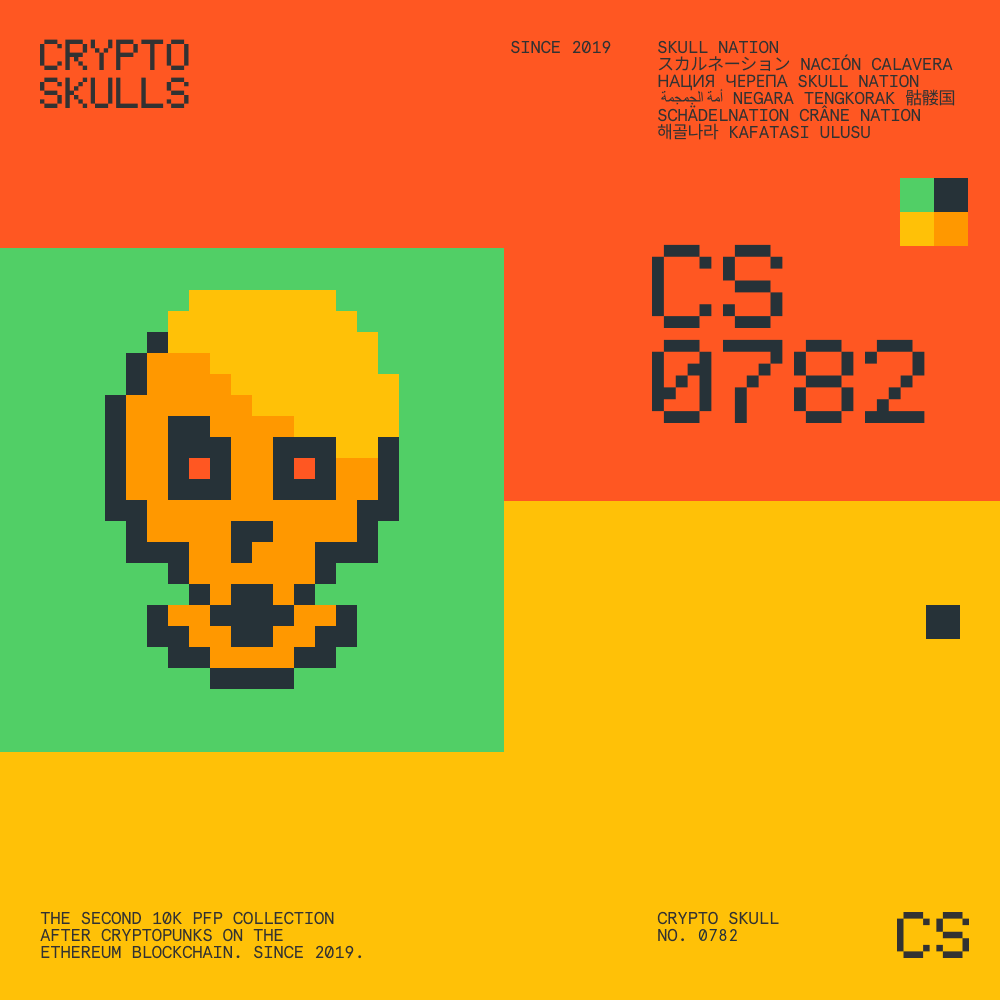 CRYPTO
SKULLS
SINCE 2019
SKULL NATION
スカルネーション NACIÓN CALAVERA
НАЦИЯ ЧЕРЕПА SKULL NATION
أمة الجمجمة NEGARA TENGKORAK 骷髅国
SCHÄDELNATION CRÂNE NATION
해골나라 KAFATASI ULUSU
CS
0782
THE SECOND 10K PFP COLLECTION
AFTER CRYPTOPUNKS ON THE
ETHEREUM BLOCKCHAIN. SINCE 2019.
CRYPTO SKULL
NO. 0782
CS